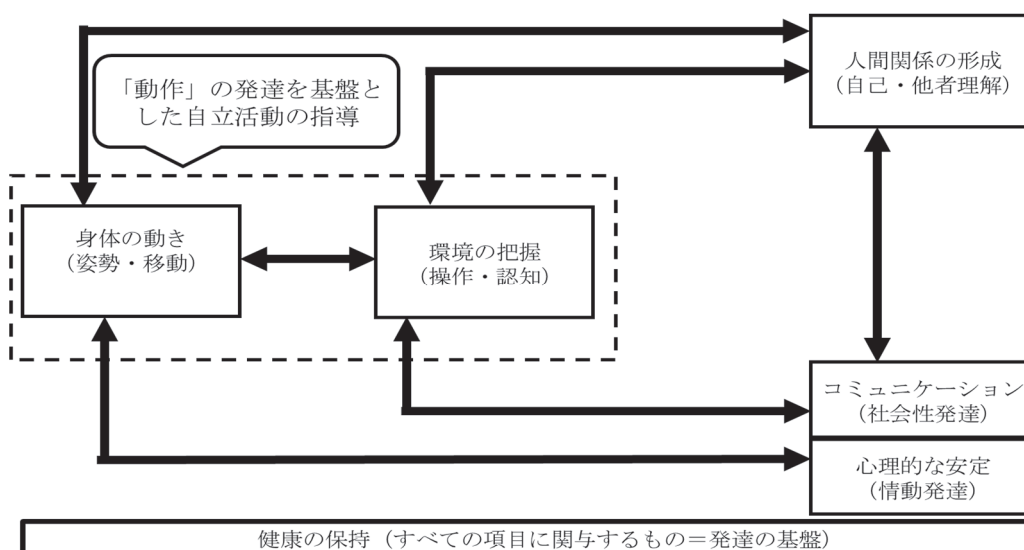 人間関係の形成
（自己・他者理解）
「動作」の発達を基盤と
した自立活動の指導
身体の動き
（姿勢・移動）
環境の把握
（操作・認知）
コミュニケーション
（社会性発達）
心理的な安定
（情動発達）
健康の保持（すべての項目に関与するもの＝発達の基盤）